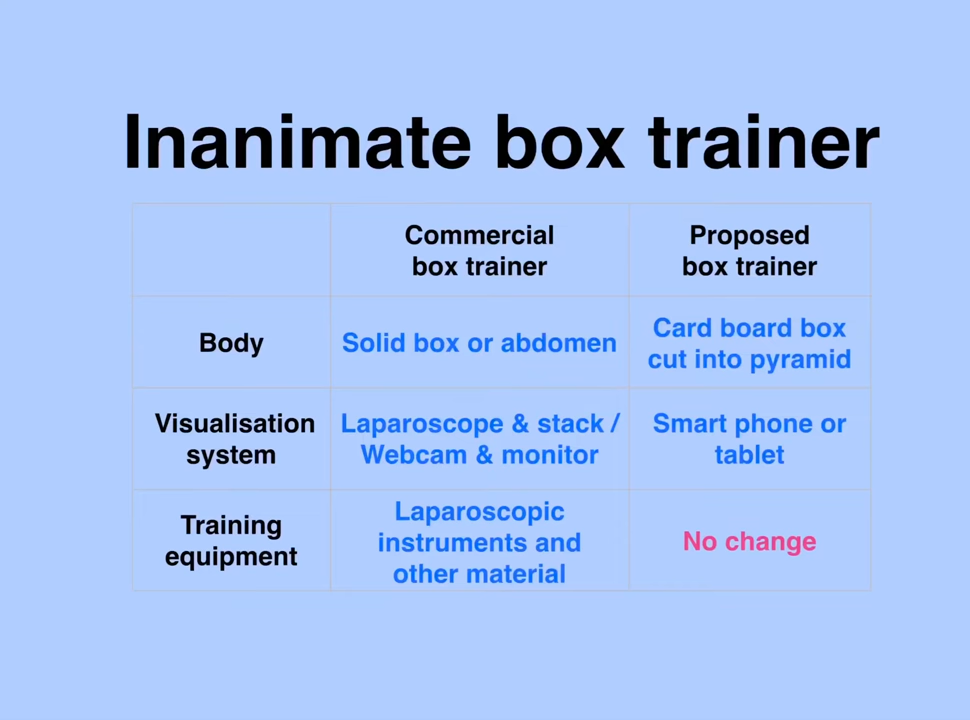 Inanimate box trainer
Commercial
box trainer
Proposed
box trainer
Body
Solid box or abdomen
Card board box
cut into pyramid
Visualisation
system
Laparoscope & stack /
Webcam & monitor
Smart phone or
tablet
Training
equipment
Laparoscopic
instruments and
other material
No change